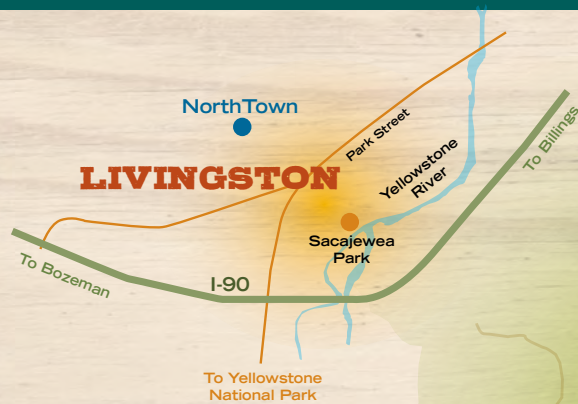 NorthTown
LIVINGSTON
Park Street
Yellowstone
River
To Billings
Sacajewea
Park
To Bozeman
I-90
To Yellowstone
National Park